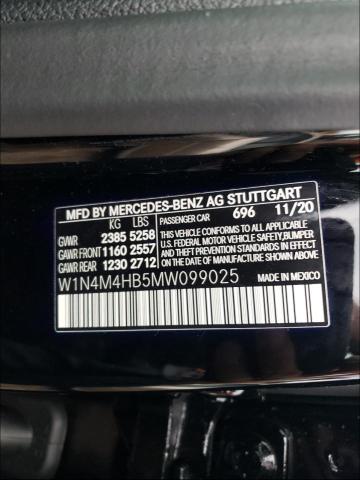 MFD BY MERCEDES-BENZ AG STUTTGART
KG LBS PASSENGER CAR 696 11/20
GVWR 2385 5258 THIS VEHICLE CONFORMS TO ALL APPLICABLE
GAWR FRONT 1160 2557 U.S. FEDERAL MOTOR VEHICLE SAFETY, BUMPER
GAWR REAR 1230 2712 AND THEFT PREVENTION STANDARDS IN EFFECT
ON THE DATE OF MANUFACTURE SHOWN ABOVE.
W1N4M4HB5MW099025 MADE IN MEXICO